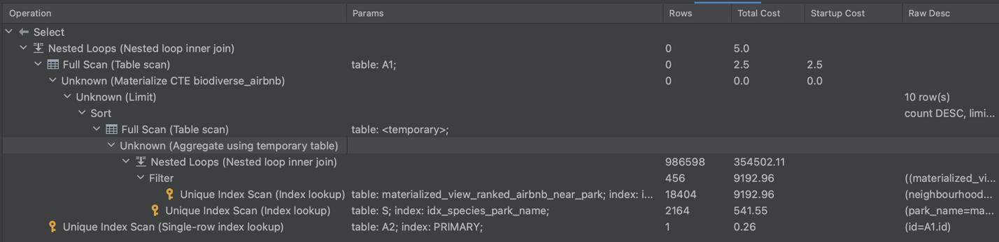 Operation Params Rows Total Cost Startup Cost Raw Desc
Select
Nested Loops (Nested loop inner join) 0 5.0
Full Scan (Table scan) table: A1; 0 2.5 2.5
Unknown (Materialize CTE biodiverse_airbnb) 0 0.0 0.0
Unknown (Limit) 10 row(s)
Sort count DESC, limi...
Full Scan (Table scan) table: <temporary>;
Unknown (Aggregate using temporary table)
Nested Loops (Nested loop inner join) 986598 354502.11
Filter 456 9192.96 ((materialized_vi...
Unique Index Scan (Index lookup) table: materialized_view_ranked_airbnb_near_park; index: i... 18404 9192.96 (neighbourhood...
Unique Index Scan (Index lookup) table: S; index: idx_species_park_name; 2164 541.55 (park_name=ma...
Unique Index Scan (Single-row index lookup) table: A2; index: PRIMARY; 1 0.26 (id=A1.id)